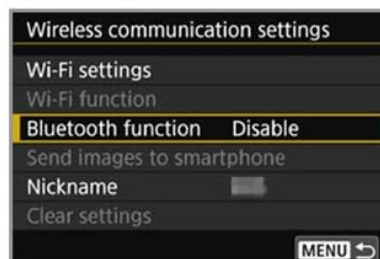 Wireless communication settings
Wi-Fi settings
Wi-Fi function
Bluetooth function Disable
Send images to smartphone
Nickname
Clear settings
MENU